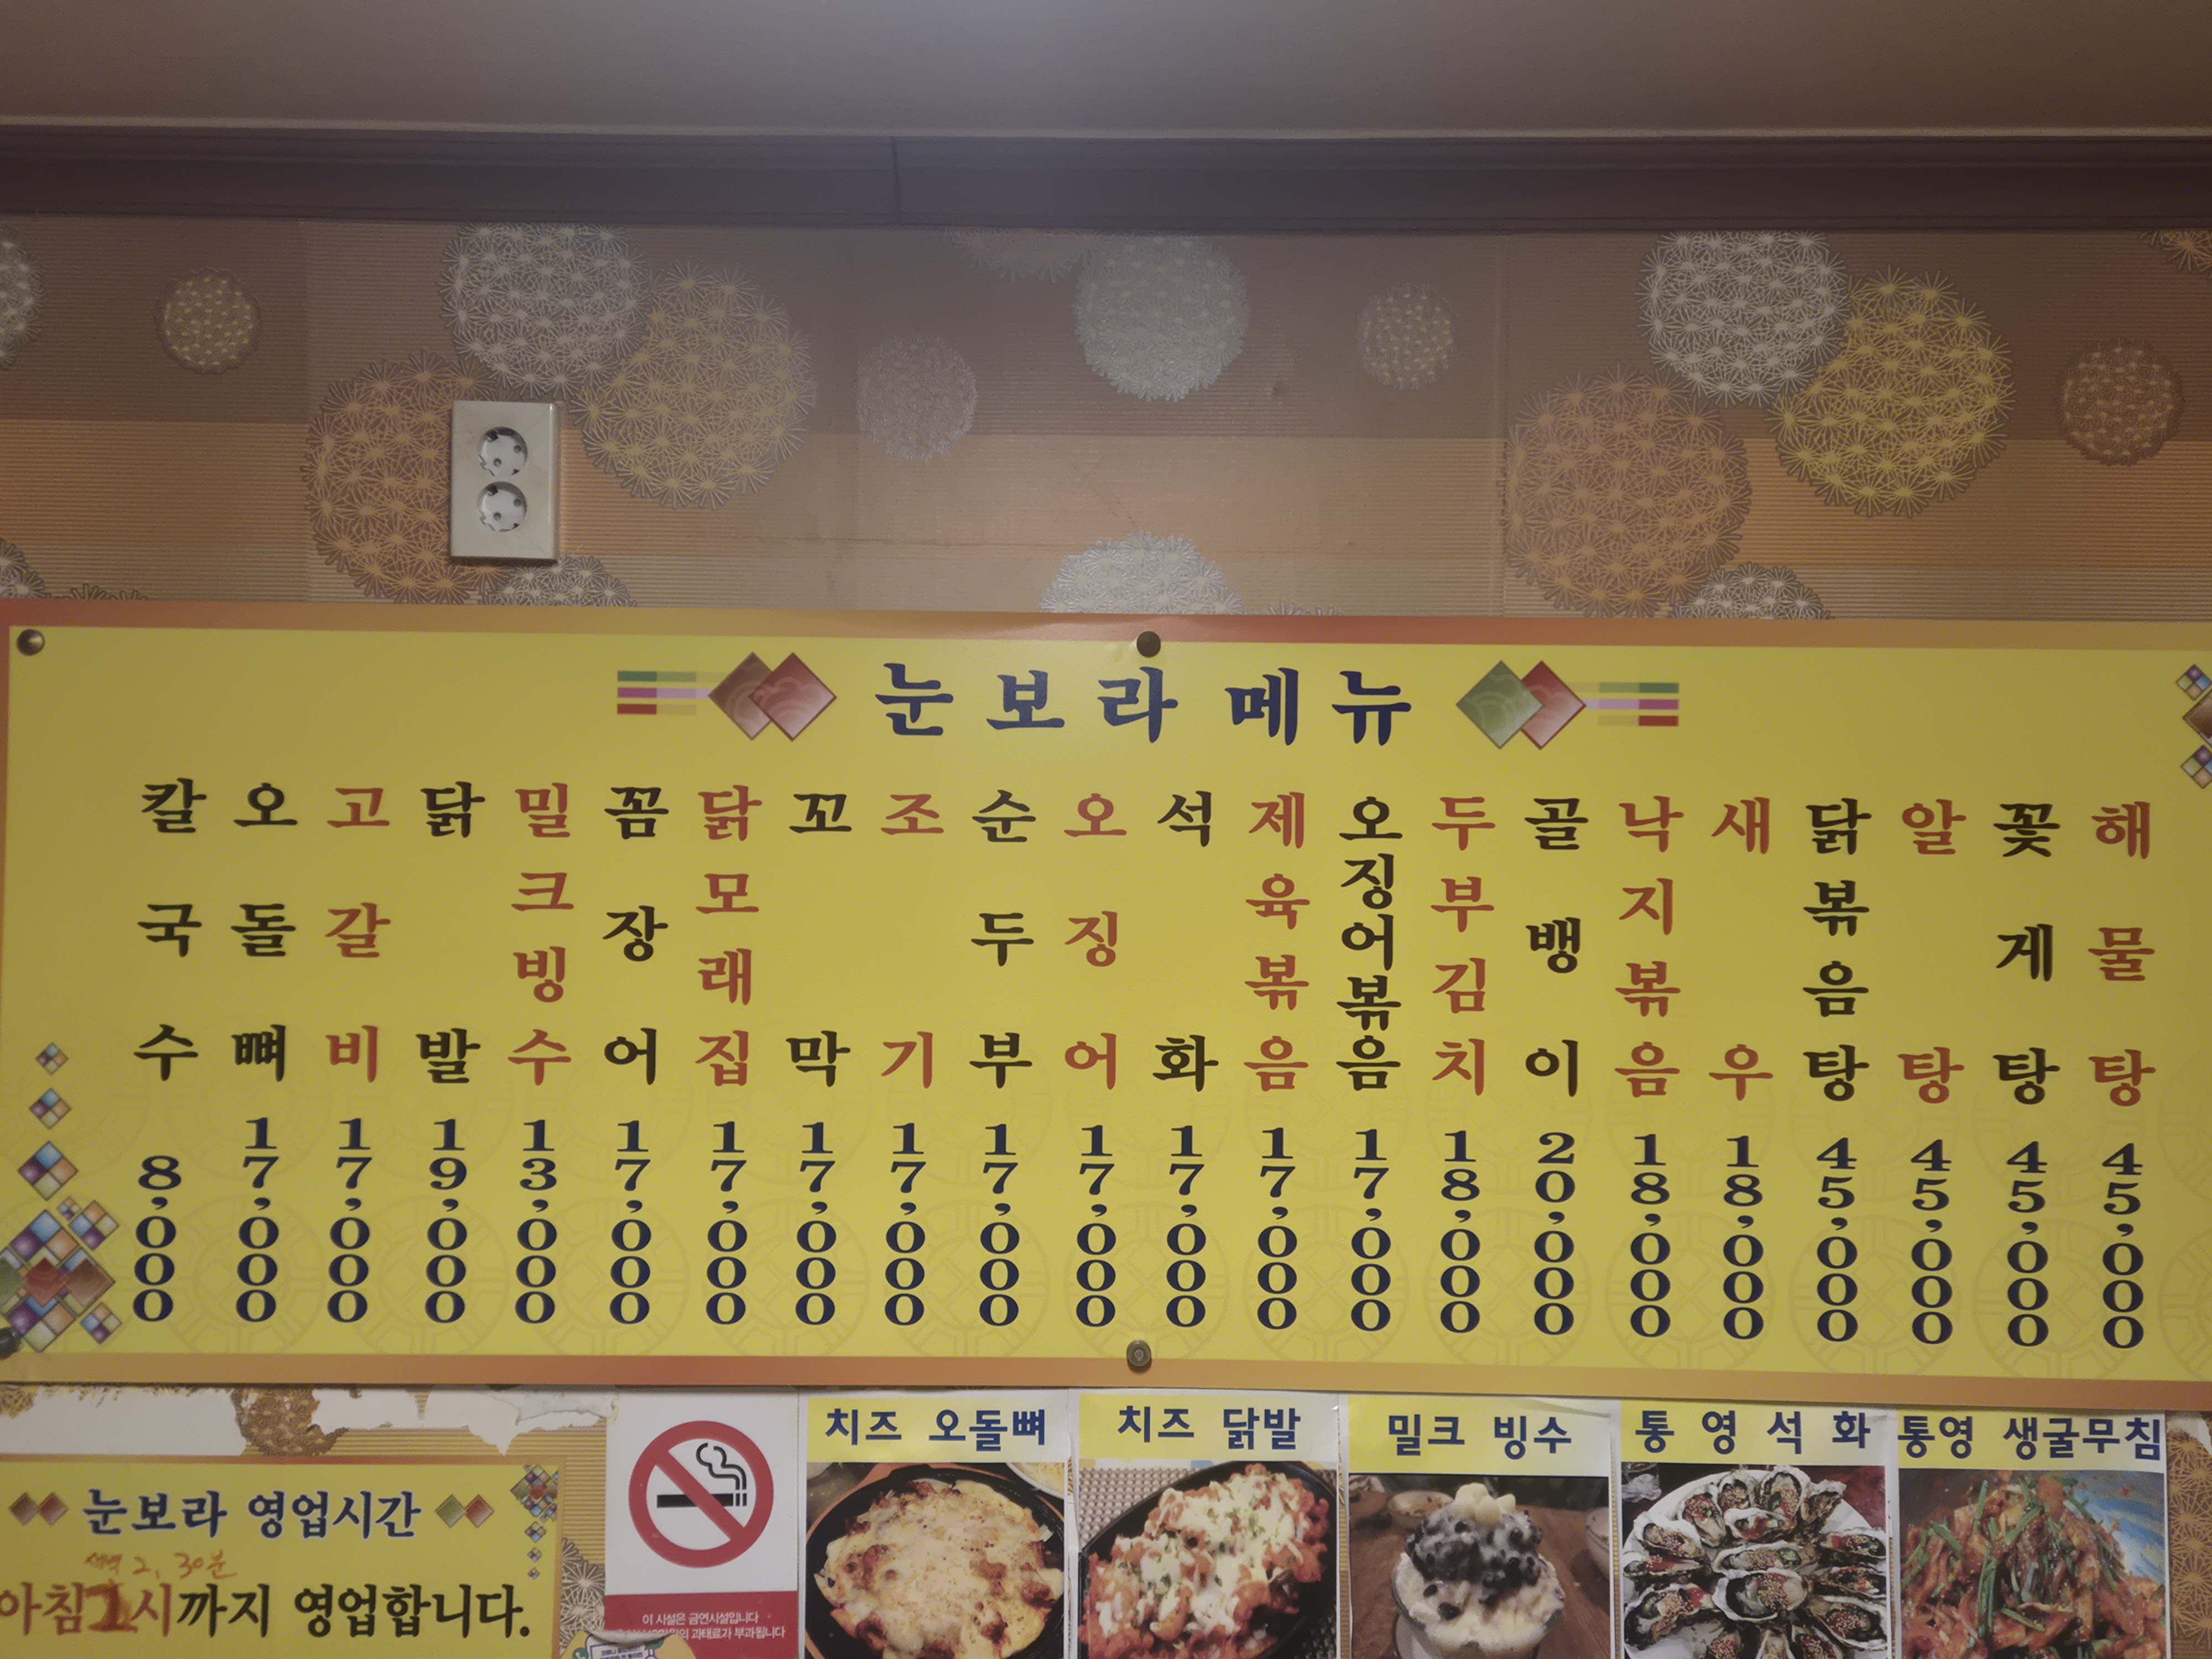 눈보라 메뉴
칼국수 8,000
오돌뼈 17,000
고갈비 17,000
닭발 19,000
밀크빙수 13,000
꼼장어 17,000
닭모래집 17,000
꼬막 17,000
조기 17,000
순두부 17,000
오징어 17,000
석화 17,000
제육볶음 17,000
오징어볶음 17,000
두부김치 18,000
골뱅이 20,000
낙지볶음 18,000
새우 18,000
닭볶음탕 45,000
알탕 45,000
꽃게탕 45,000
해물탕 45,000
눈보라 영업시간
새벽 2, 30분
아침 시까지 영업합니다.
이 시설은 금연시설입니다
과태료가 부과됩니다
치즈 오돌뼈
치즈 닭발
밀크 빙수
통영석화
통영 생굴무침